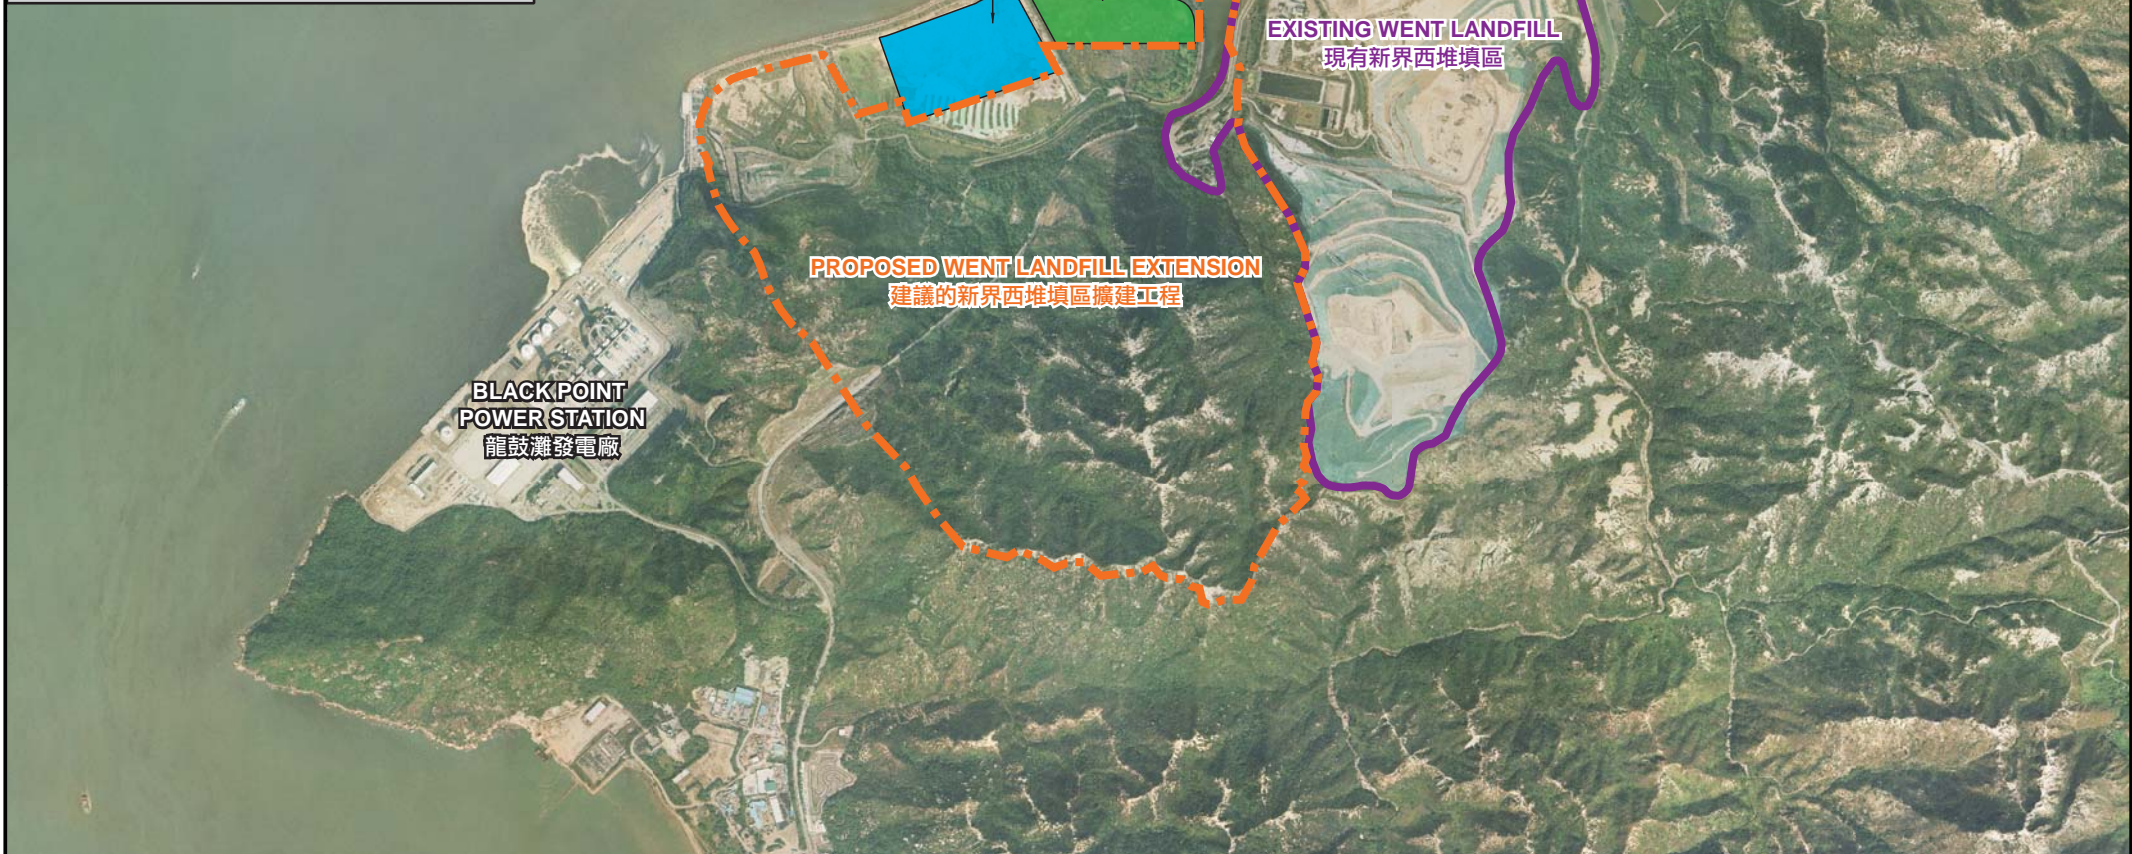 EXISTING WENT LANDFILL
現有新界西堆填區
PROPOSED WENT LANDFILL EXTENSION
建議的新界西堆填區擴建工程
BLACK POINT
POWER STATION
龍鼓灘發電廠